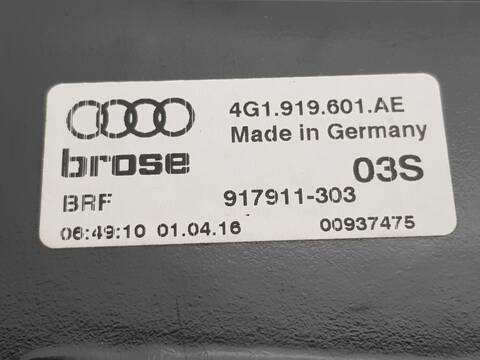 4G1.919.601.AE
Made in Germany
brose 03S
BRF 917911-303
06:49:10 01.04.16 00937475